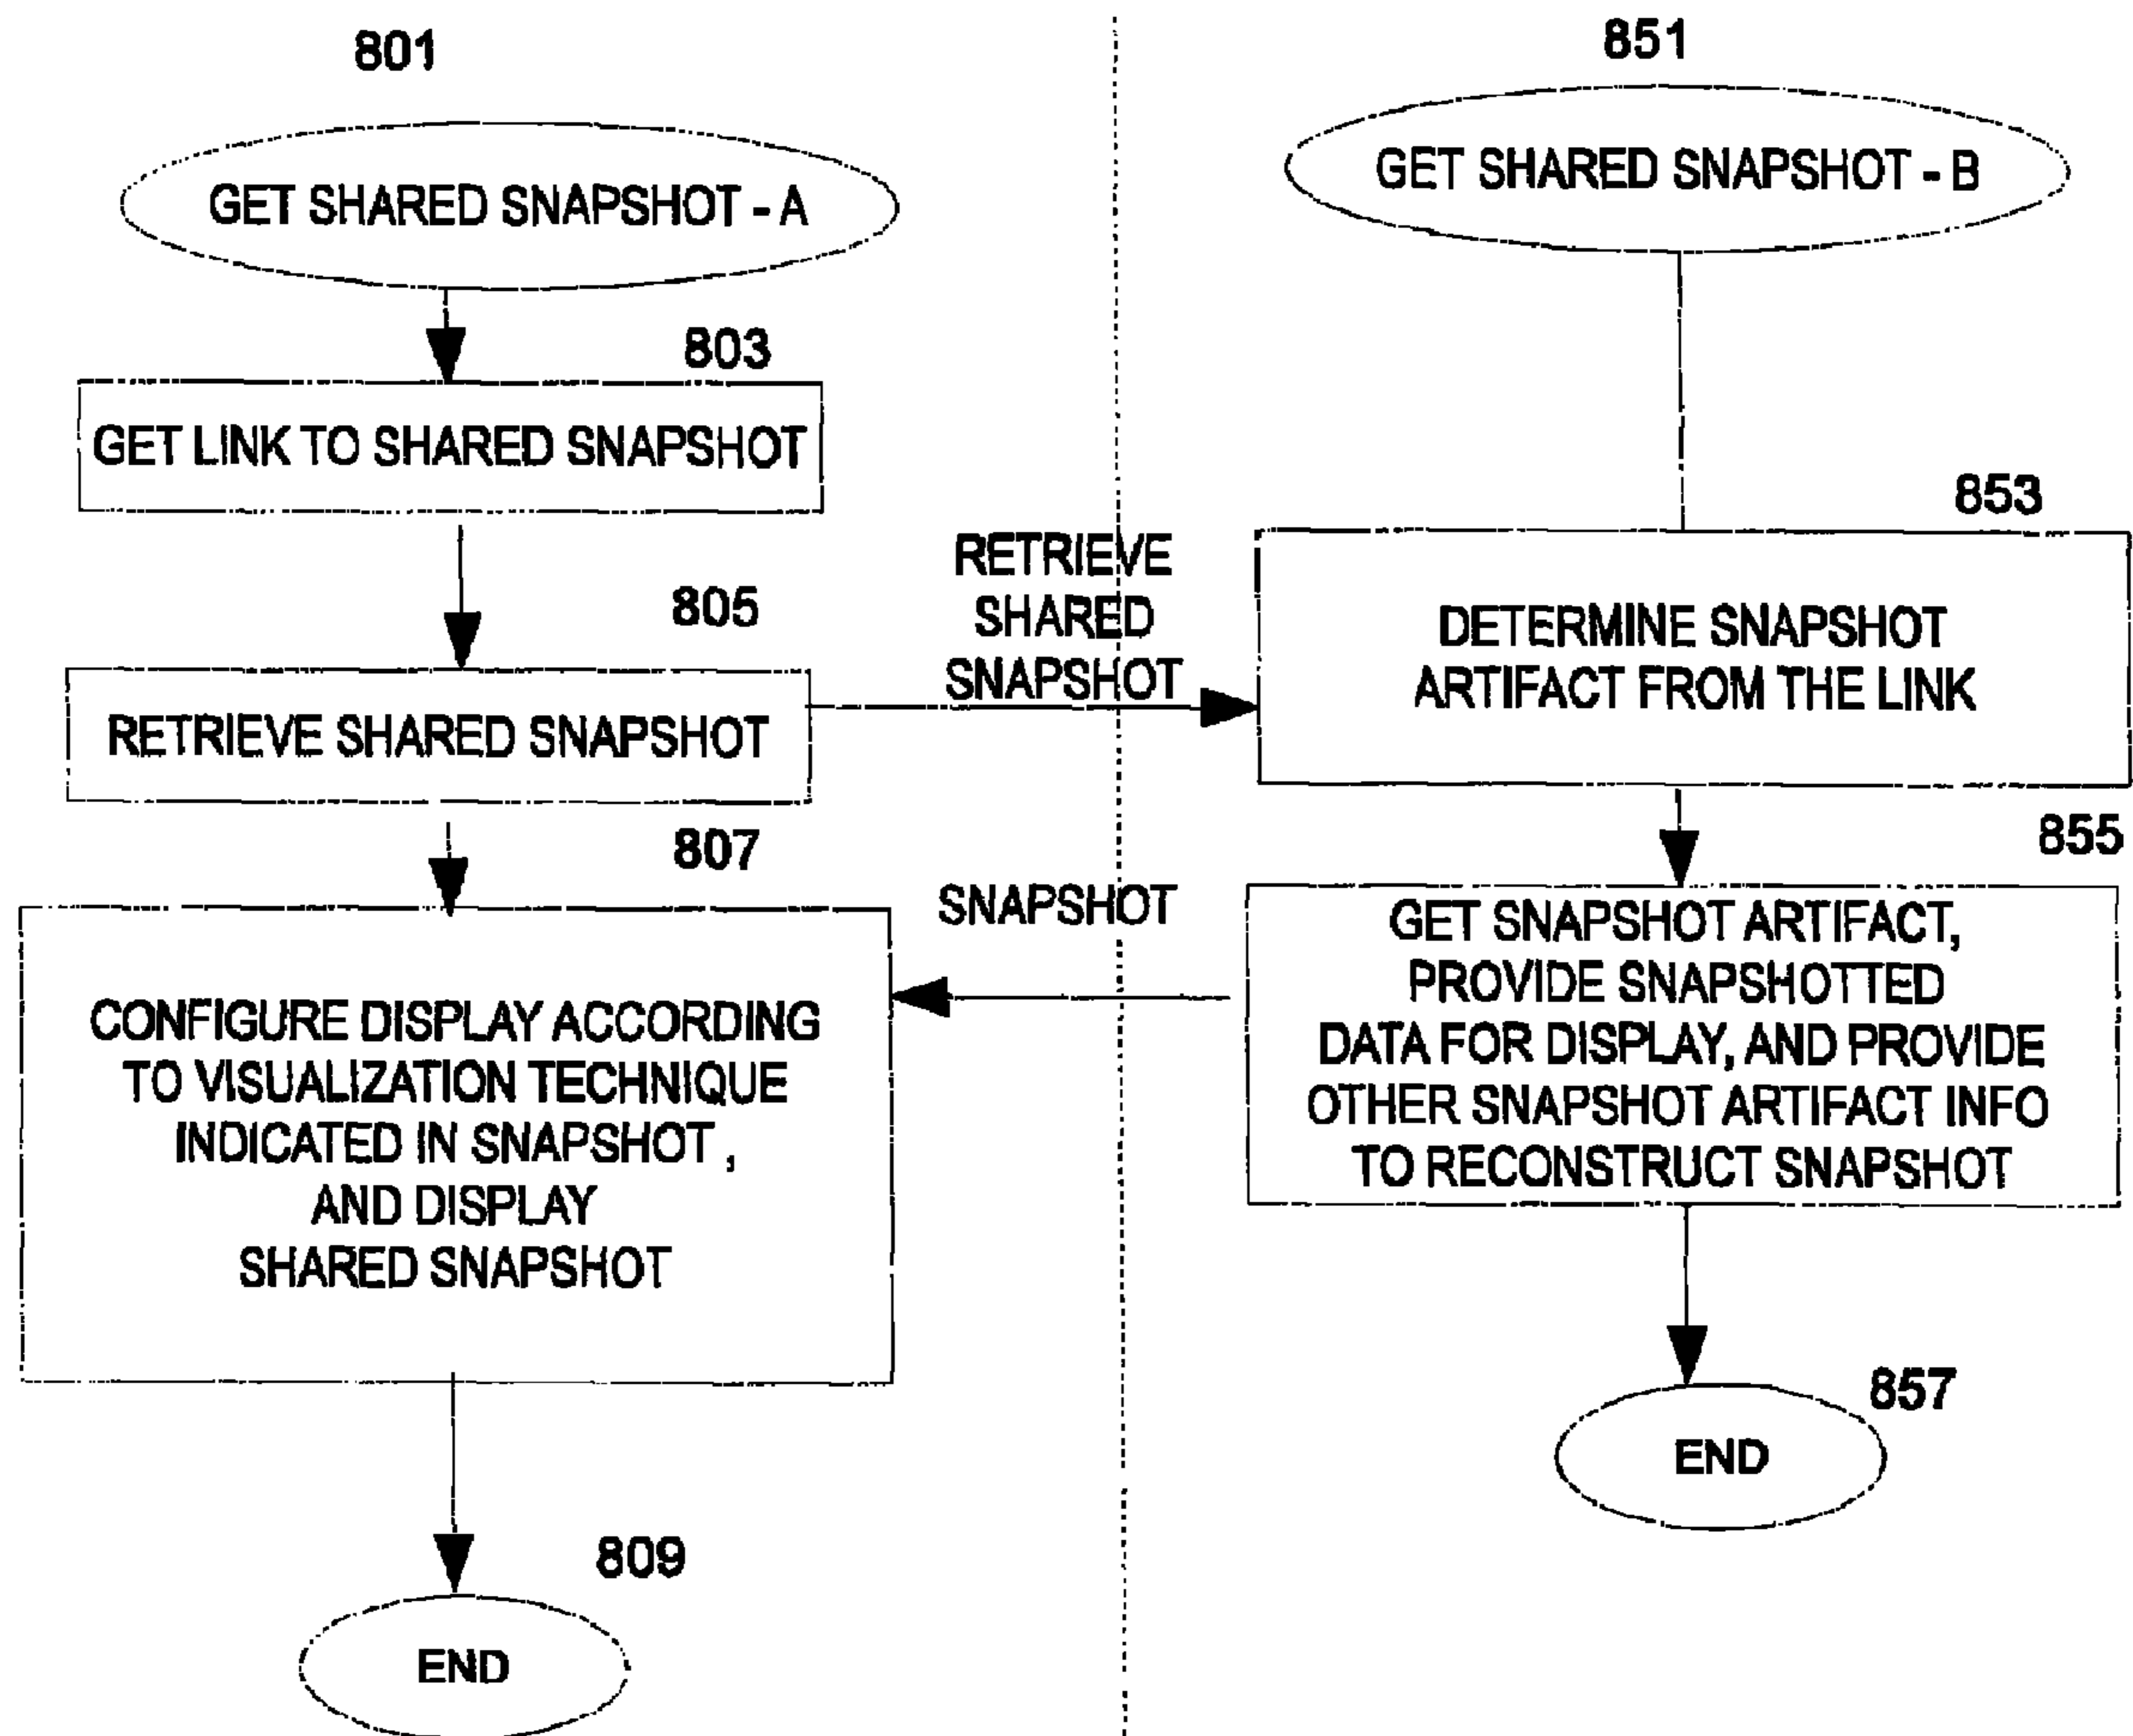 801
GET SHARED SNAPSHOT - A
803
GET LINK TO SHARED SNAPSHOT
805
RETRIEVE SHARED SNAPSHOT
807
CONFIGURE DISPLAY ACCORDING
TO VISUALIZATION TECHNIQUE
INDICATED IN SNAPSHOT ,
AND DISPLAY
SHARED SNAPSHOT
809
END
RETRIEVE
SHARED
SNAPSHOT
SNAPSHOT
851
GET SHARED SNAPSHOT - B
853
DETERMINE SNAPSHOT
ARTIFACT FROM THE LINK
855
GET SNAPSHOT ARTIFACT,
PROVIDE SNAPSHOTTED
DATA FOR DISPLAY, AND PROVIDE
OTHER SNAPSHOT ARTIFACT INFO
TO RECONSTRUCT SNAPSHOT
857
END